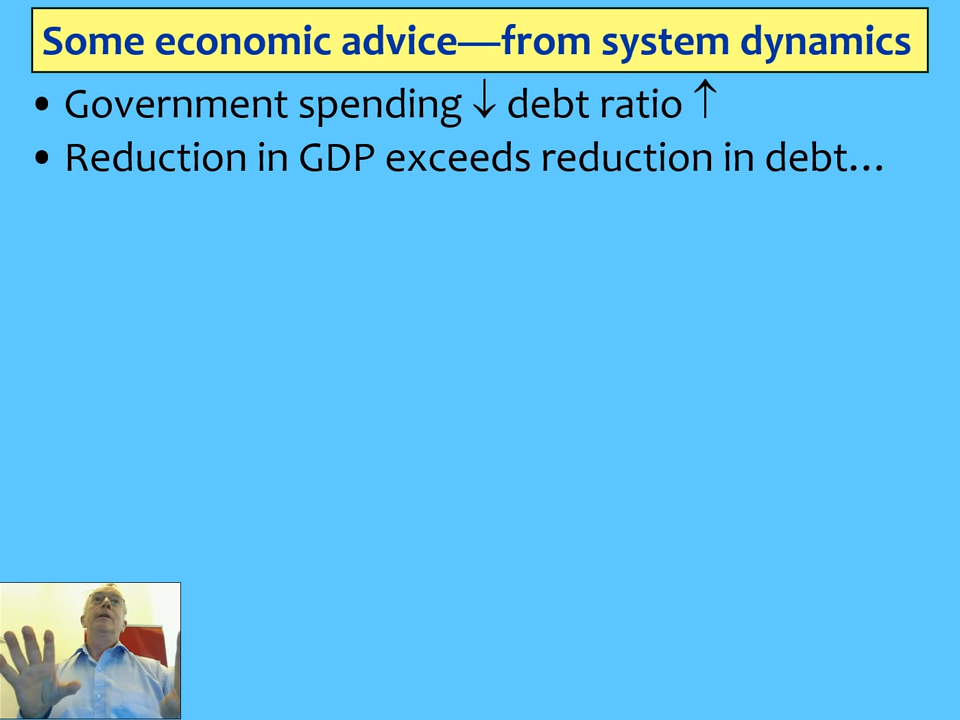 Some economic advice—from system dynamics
• Government spending ↓ debt ratio ↑
• Reduction in GDP exceeds reduction in debt…